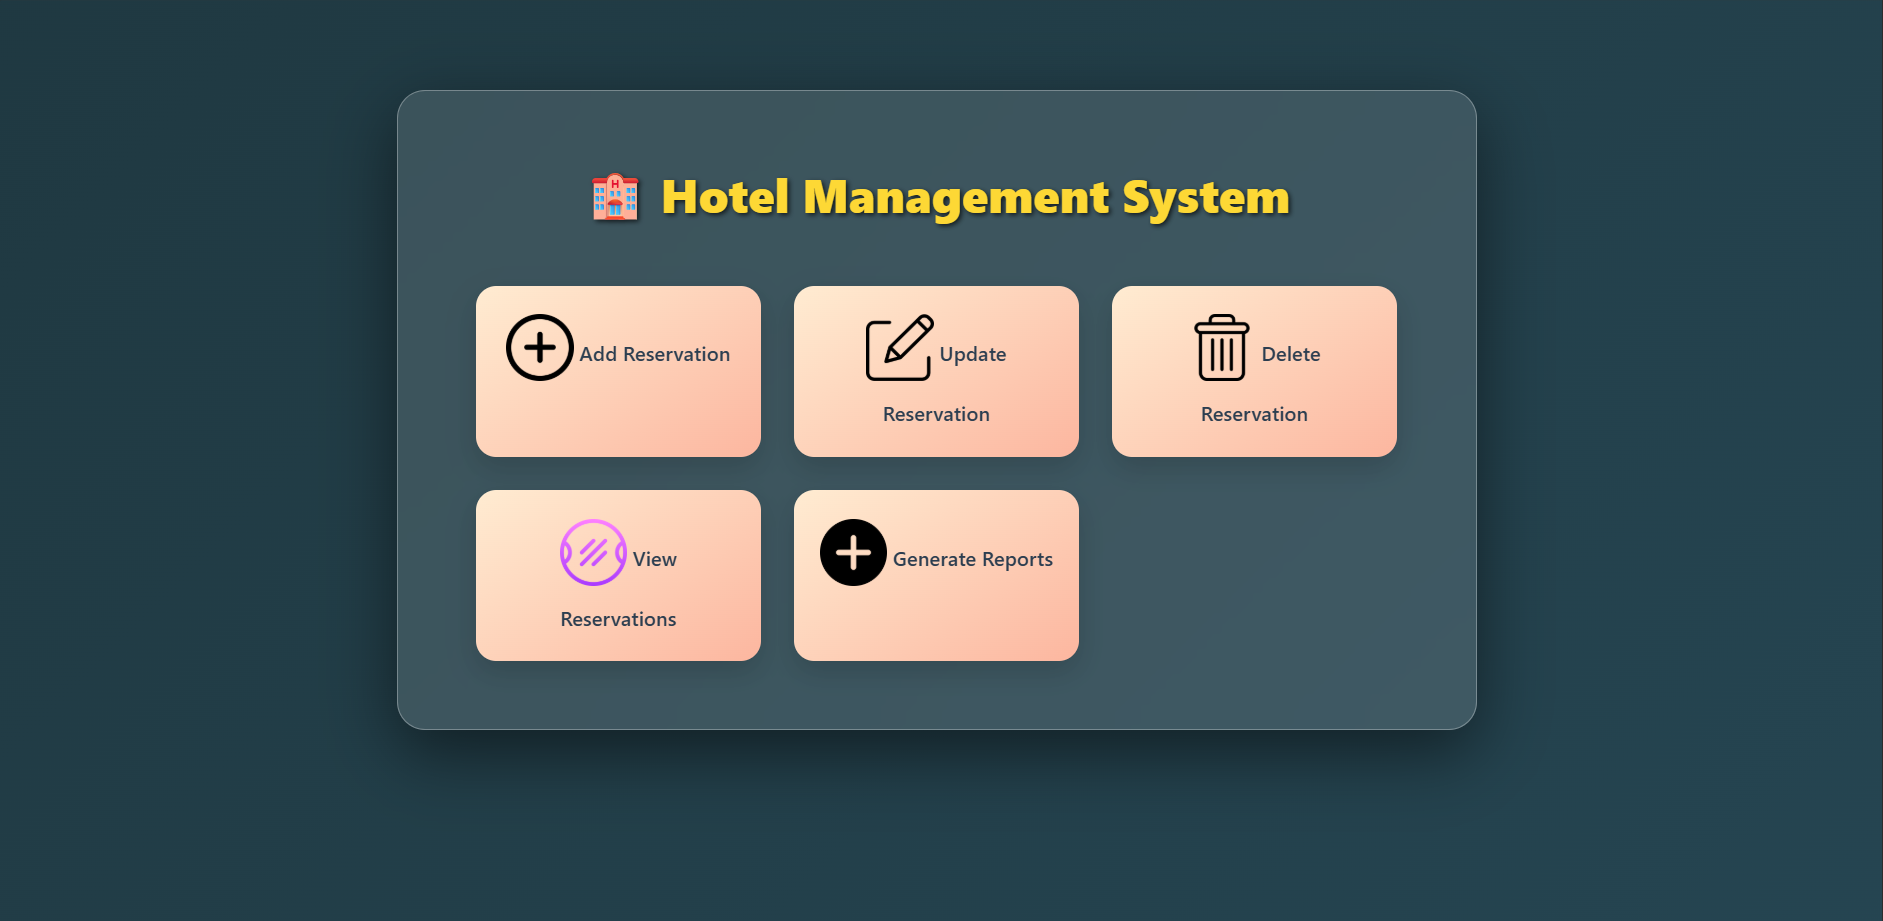 🏩 Hotel Management System
Add Reservation
Update
Reservation
Delete
Reservation
View
Reservations
Generate Reports